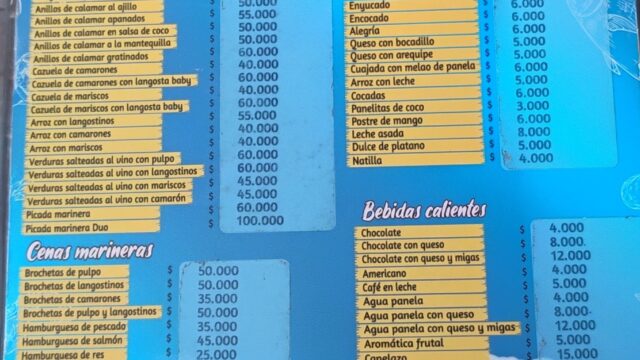 Anillos de calamar al ajillo $ 50.000
Anillos de calamar apanados $ 55.000
Anillos de calamar en salsa de coco $ 50.000
Anillos de calamar a la mantequilla $ 50.000
Anillos de calamar gratinados $ 60.000
Cazuela de camarones $ 40.000
Cazuela de camarones con langosta baby $ 60.000
Cazuela de mariscos $ 40.000
Cazuela de mariscos con langosta baby $ 60.000
Arroz con langostinos $ 55.000
Arroz con camarones $ 40.000
Arroz con mariscos $ 40.000
Verduras salteadas al vino con pulpo $ 60.000
Verduras salteadas al vino con langostinos $ 60.000
Verduras salteadas al vino con mariscos $ 45.000
Verduras salteadas al vino con camarón $ 45.000
Picada marinera $ 60.000
Picada marinera Duo $ 100.000
Cenas marineras
Brochetas de pulpo $ 50.000
Brochetas de langostinos $ 50.000
Brochetas de camarones $ 35.000
Brochetas de pulpo y langostinos $ 50.000
Hamburguesa de pescado $ 35.000
Hamburguesa de salmón $ 45.000
Hamburguesa de res $ 25.000
Enyucado $ 6.000
Encocado $ 5.000
Alegría $ 6.000
Queso con bocadillo $ 5.000
Queso con arequipe $ 5.000
Cuajada con melao de panela $ 6.000
Arroz con leche $ 5.000
Cocadas $ 6.000
Panelitas de coco $ 3.000
Postre de mango $ 6.000
Leche asada $ 8.000
Dulce de platano $ 5.000
Natilla $ 4.000
Bebidas calientes
Chocolate $ 4.000
Chocolate con queso $ 8.000
Chocolate con queso y migas $ 12.000
Americano $ 4.000
Café en leche $ 5.000
Agua panela $ 4.000
Agua panela con queso $ 8.000
Agua panela con queso y migas $ 12.000
Aromática frutal $ 5.000
Canelazo $ 15.000